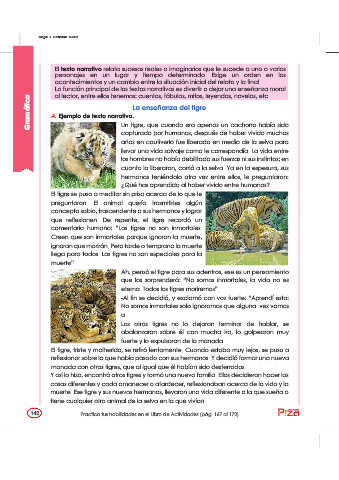 El texto narrativo relata sucesos reales o imaginarios que le sucede a uno o varios
personajes en un lugar y tiempo determinado. Exige un orden en los
acontecimientos y un cambio entre la situación inicial del relato y la final.
La función principal de los textos narrativos es divertir o dejar una enseñanza moral
al lector, entre ellos tenemos: cuentos, fábulas, mitos, leyendas, novelas, etc.
Gramática
La enseñanza del tigre
A. Ejemplo de texto narrativo.
Un tigre, que cuando era apenas un cachorro había sido
capturado por humanos, después de haber vivido muchos
años en cautiverio fue liberado en medio de la selva para
llevar una vida salvaje como le correspondía. La vida entre
los hombres no había debilitado sus fuerzas ni sus instintos; en
cuanto lo liberaron, corrió a la selva. Ya en la espesura, sus
hermanos teniéndolo otra vez entre ellos, le preguntaron:
¿Qué has aprendido al haber vivido entre humanos?
El tigre se puso a meditar sin prisa acerca de lo que le
preguntaron. El animal quería trasmitirles algún
concepto sabio, trascendente a sus hermanos y lograr
que reflexionen. De repente, el tigre recordó un
comentario humano: "Los tigres no son inmortales.
Creen que son inmortales porque ignoran la muerte,
ignoran que morirán. Pero tarde o temprano la muerte
llega para todos. Los tigres no son especiales para la
muerte"
Ah, pensó el tigre para sus adentros, ese es un pensamiento
que los sorprenderá: "No somos inmortales, la vida no es
eterna. Todos los tigres morimos"
-Al fin se decidió, y exclamó con voz fuerte: "Aprendí esto:
No somos inmortales solo ignoramos que alguna vez vamos
a
Los otros tigres no lo dejaron terminar de hablar, se
abalanzaron sobre él con mucha ira, lo golpearon muy
fuerte y lo expulsaron de la manada.
El tigre, triste y malherido, se retiró lentamente. Cuando estaba muy lejos, se puso a
reflexionar sobre lo que había pasado con sus hermanos. Y decidió formar una nueva
manada con otros tigres, que al igual que él habían sido desterrados.
Y así lo hizo, encontró otros tigres y formó una nueva familia. Ellos decidieron hacer las
cosas diferentes y cada amanecer o atardecer, reflexionaban acerca de la vida y la
muerte. Ese tigre y sus nuevos hermanos, llevaron una vida diferente a la que sueña o
tiene cualquier otro animal de la selva en la que vivían.
142
Practica tus habilidades en el Libro de Actividades (pág. 167 al 170).